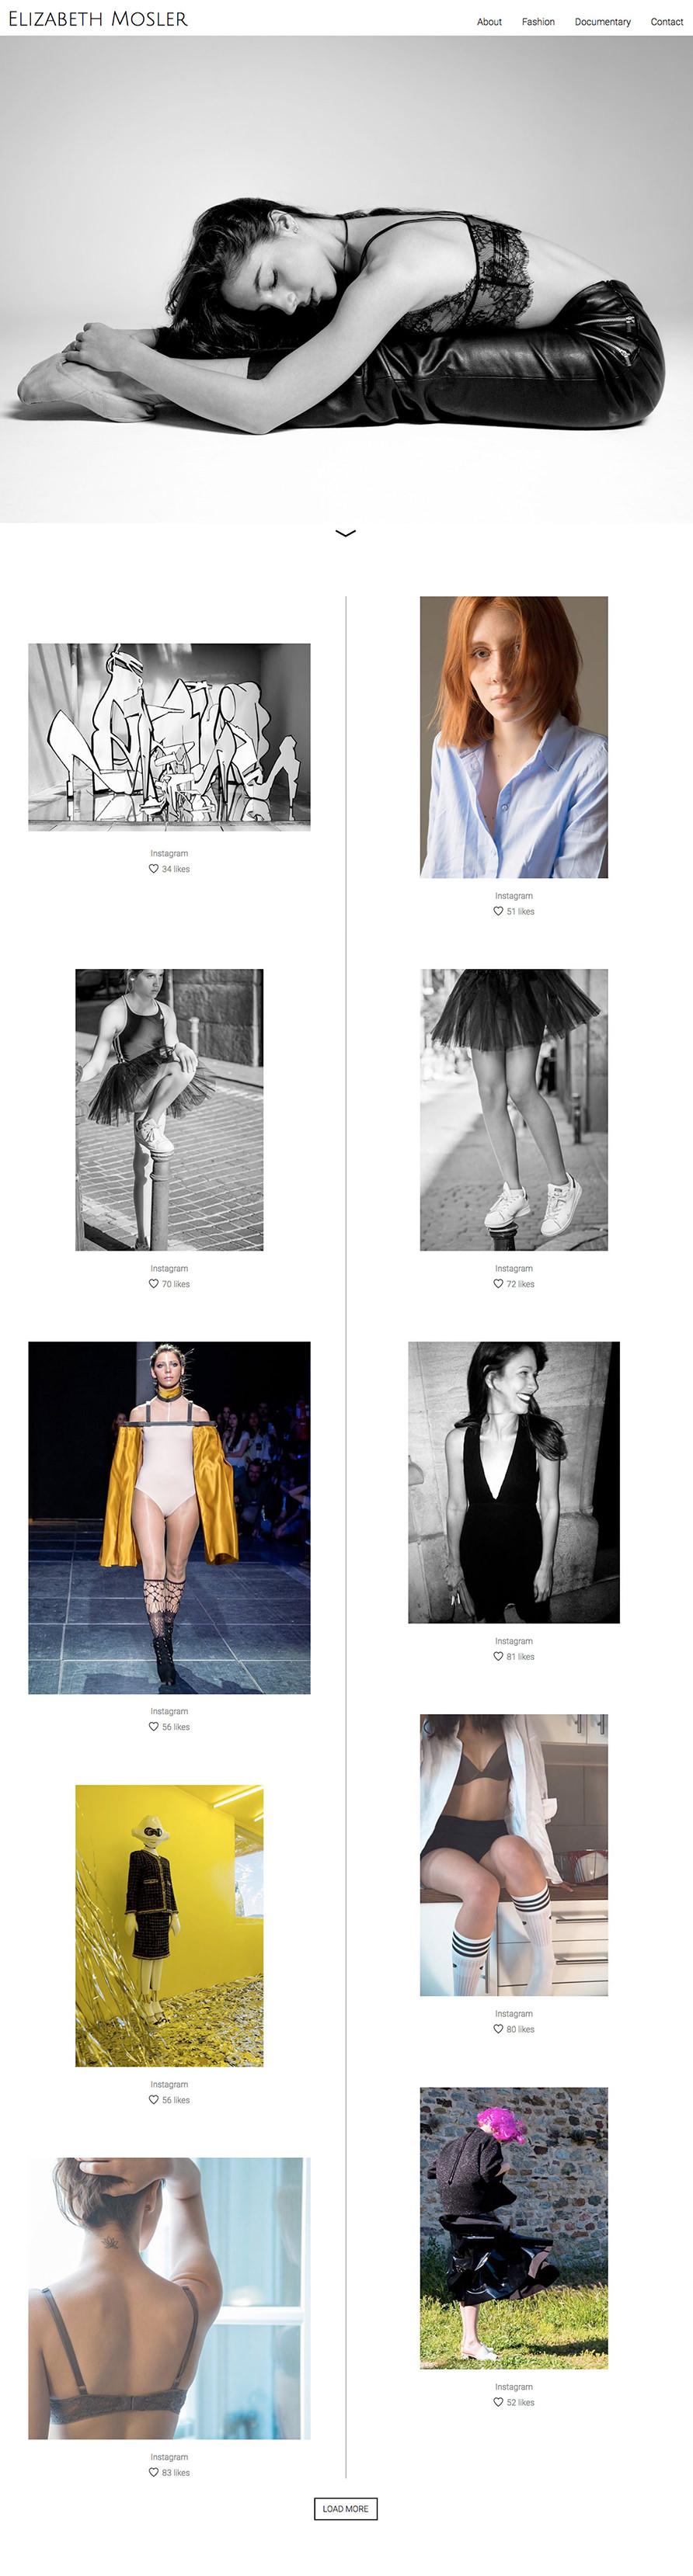 ELIZABETH MOSLER
About Fashion Documentary Contact
Instagram
34 likes
Instagram
51 likes
Instagram
70 likes
Instagram
72 likes
Instagram
56 likes
Instagram
81 likes
Instagram
56 likes
Instagram
80 likes
Instagram
83 likes
Instagram
52 likes
LOAD MORE